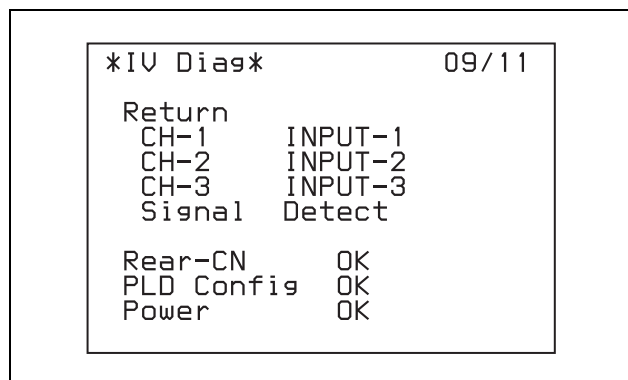 *IV Diag* 09/11
Return
CH-1 INPUT-1
CH-2 INPUT-2
CH-3 INPUT-3
Signal Detect
Rear-CN OK
PLD Config OK
Power OK